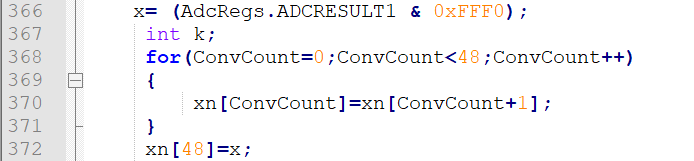 366 x= (AdcRegs.ADCRESULT1 & 0xFFF0);
367 int k;
368 for(ConvCount=0;ConvCount<48;ConvCount++)
369 {
370 xn[ConvCount]=xn[ConvCount+1];
371 }
372 xn[48]=x;